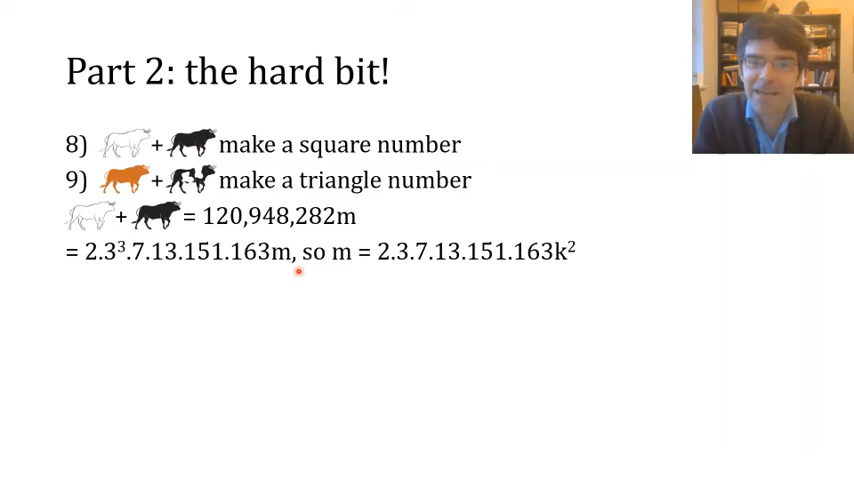 Part 2: the hard bit!
8) + make a square number
9) + make a triangle number
+ = 120,948,282m
= 2.3³.7.13.151.163m, so m = 2.3.7.13.151.163k²